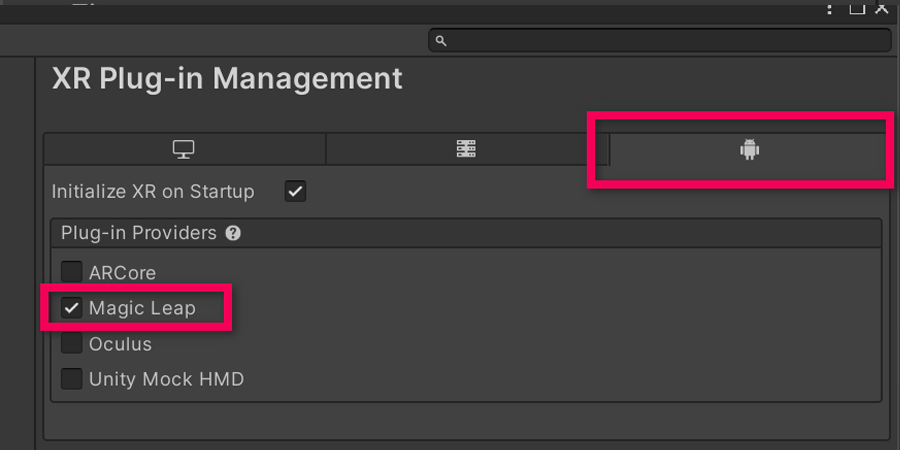 XR Plug-in Management
Initialize XR on Startup
Plug-in Providers ?
ARCore
Magic Leap
Oculus
Unity Mock HMD